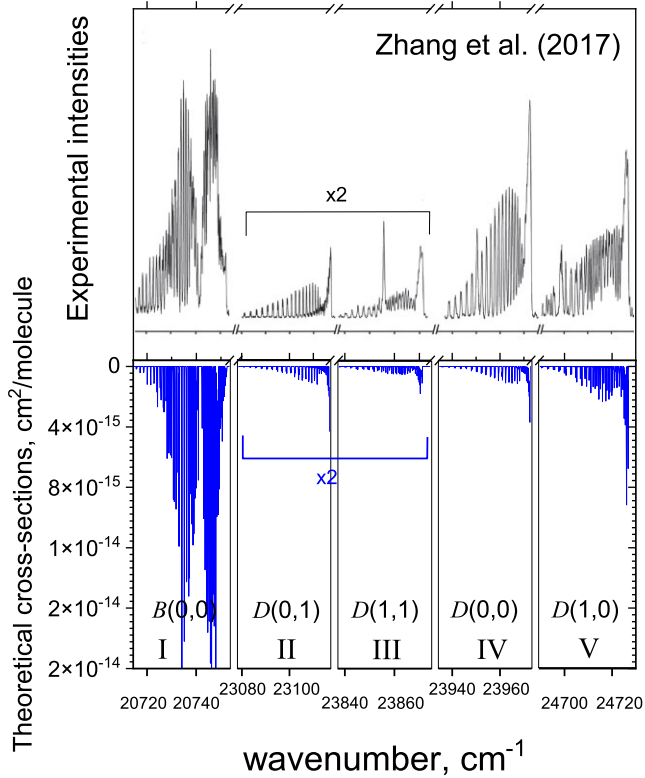 Zhang et al. (2017)
Experimental intensities
x2
Theoretical cross-sections, cm²/molecule
0
4×10⁻¹⁵
8×10⁻¹⁵
1×10⁻¹⁴
2×10⁻¹⁴
2×10⁻¹⁴
x2
B(0,0) D(0,1) D(1,1) D(0,0) D(1,0)
I II III IV V
23080 23100 23840 23860 23940 23960 24700 24720
20720 20740
wavenumber, cm⁻¹